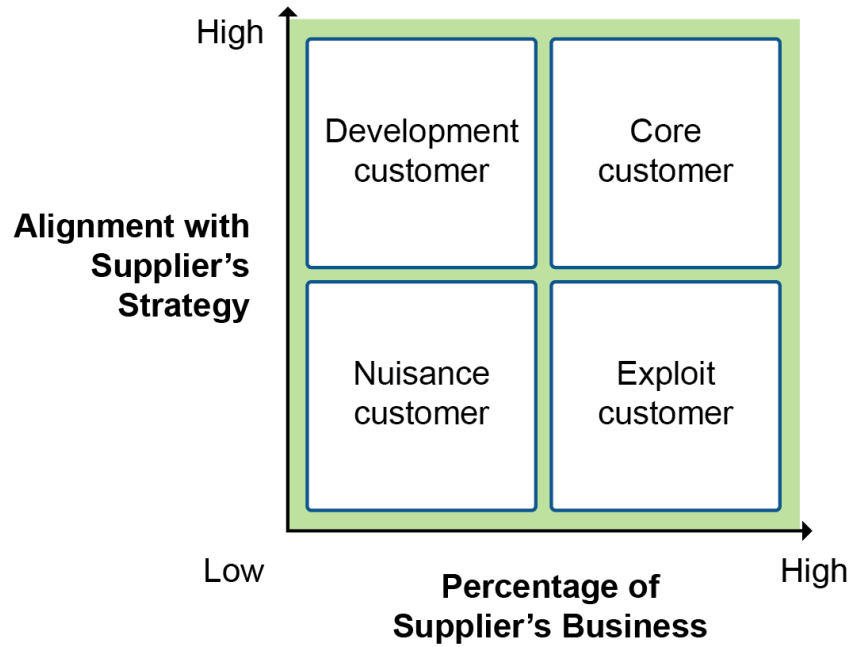 High
Development
customer
Core
customer
Alignment with
Supplier’s
Strategy
Nuisance
customer
Exploit
customer
Low
High
Percentage of
Supplier’s Business